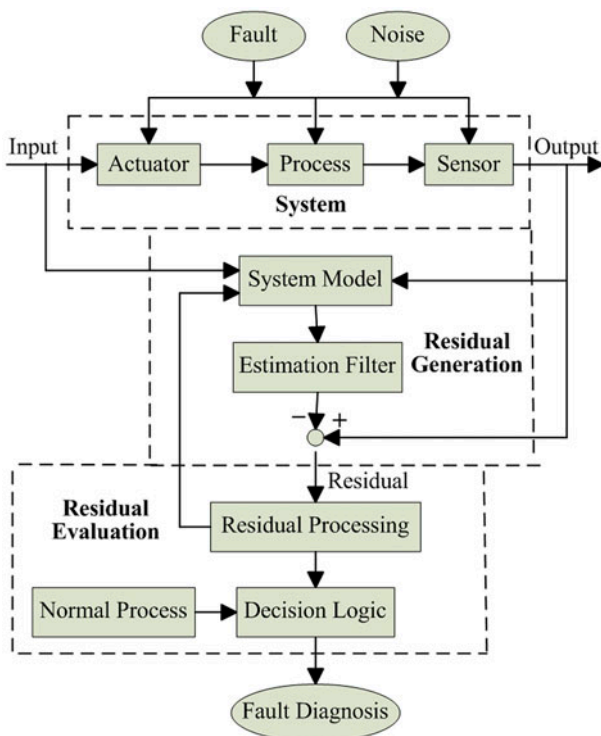 Fault
Noise
Input
Output
Actuator
Process
Sensor
System
System Model
Residual
Generation
Estimation Filter
− +
Residual
Residual
Evaluation
Residual Processing
Normal Process
Decision Logic
Fault Diagnosis